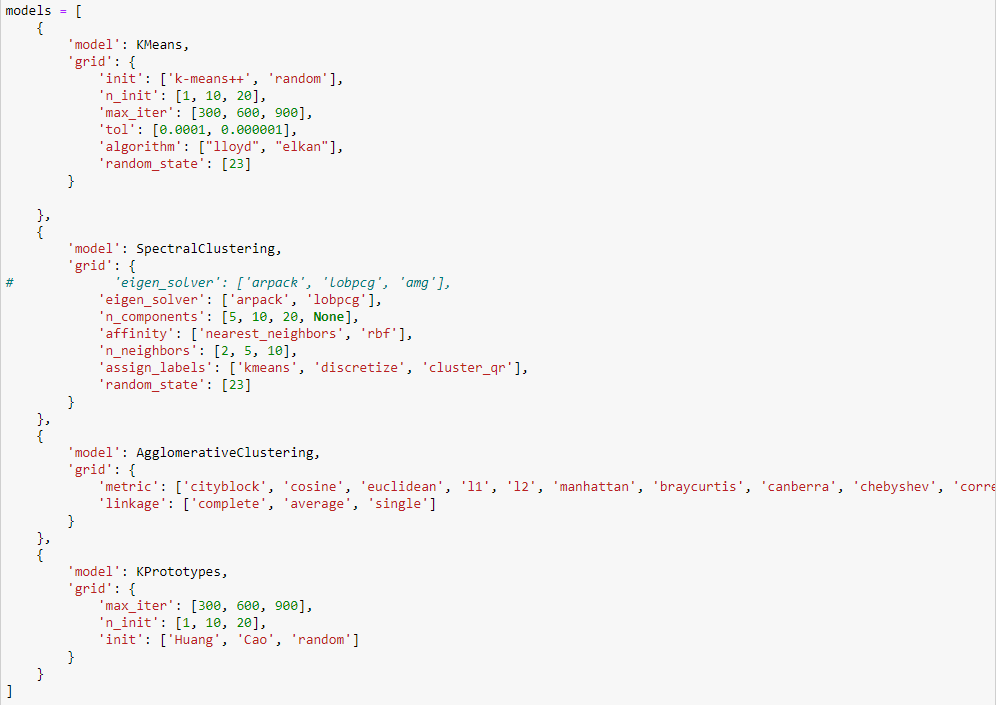 models = [
    {
        'model': KMeans,
        'grid': {
            'init': ['k-means++', 'random'],
            'n_init': [1, 10, 20],
            'max_iter': [300, 600, 900],
            'tol': [0.0001, 0.000001],
            'algorithm': ["lloyd", "elkan"],
            'random_state': [23]
        }

    },
    {
        'model': SpectralClustering,
        'grid': {
#             'eigen_solver': ['arpack', 'lobpcg', 'amg'],
            'eigen_solver': ['arpack', 'lobpcg'],
            'n_components': [5, 10, 20, None],
            'affinity': ['nearest_neighbors', 'rbf'],
            'n_neighbors': [2, 5, 10],
            'assign_labels': ['kmeans', 'discretize', 'cluster_qr'],
            'random_state': [23]
        }
    },
    {
        'model': AgglomerativeClustering,
        'grid': {
            'metric': ['cityblock', 'cosine', 'euclidean', 'l1', 'l2', 'manhattan', 'braycurtis', 'canberra', 'chebyshev', 'corre
            'linkage': ['complete', 'average', 'single']
        }
    },
    {
        'model': KPrototypes,
        'grid': {
            'max_iter': [300, 600, 900],
            'n_init': [1, 10, 20],
            'init': ['Huang', 'Cao', 'random']
        }
    }
]